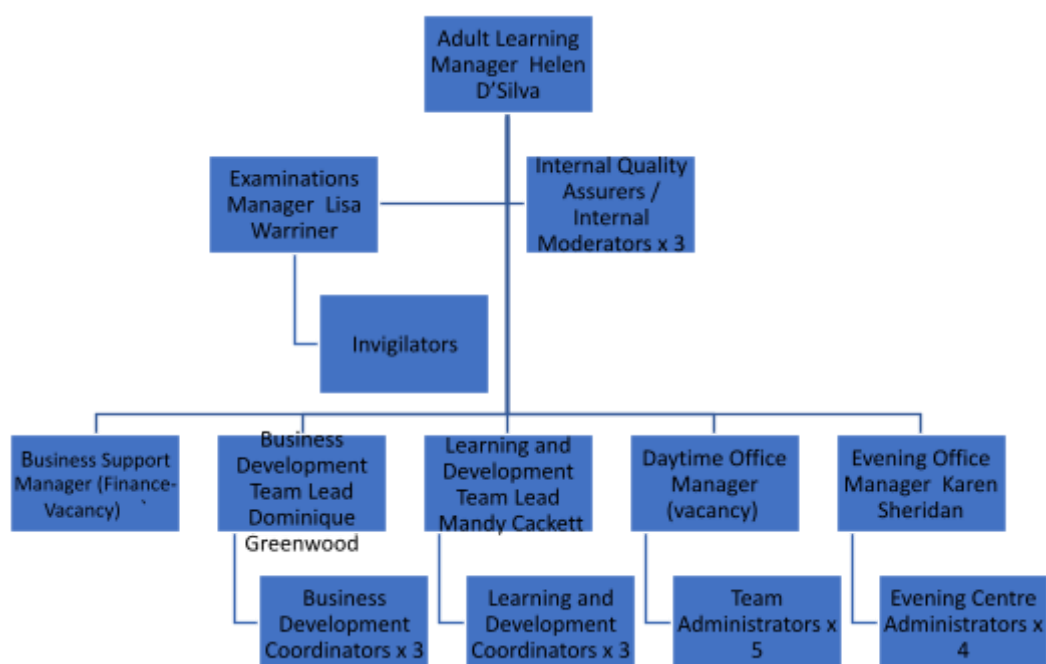 Adult Learning
Manager Helen
D'Silva
Examinations
Manager Lisa
Warriner
Internal Quality
Assurers /
Internal
Moderators x 3
Invigilators
Business Support
Manager (Finance-
Vacancy) `
Business
Development
Team Lead
Dominique
Greenwood
Learning and
Development
Team Lead
Mandy Cackett
Daytime Office
Manager
(vacancy)
Evening Office
Manager Karen
Sheridan
Business
Development
Coordinators x 3
Learning and
Development
Coordinators x 3
Team
Administrators x
5
Evening Centre
Administrators x
4